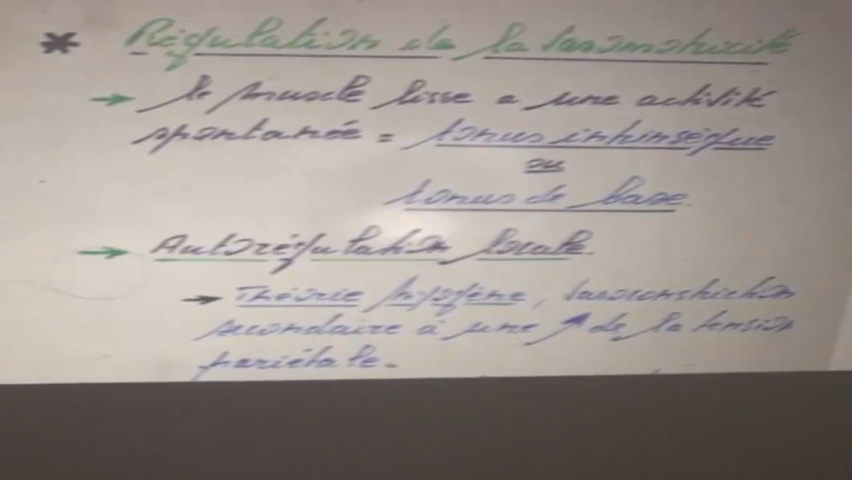 * Régulation de la vasomotricité
→ le muscle lisse a une activité
spontanée = tonus intrinsèque
ou
tonus de base.
→ Autorégulation locale.
→ Théorie myogène, vasoconstriction
secondaire à une ↗ de la tension
pariétale.